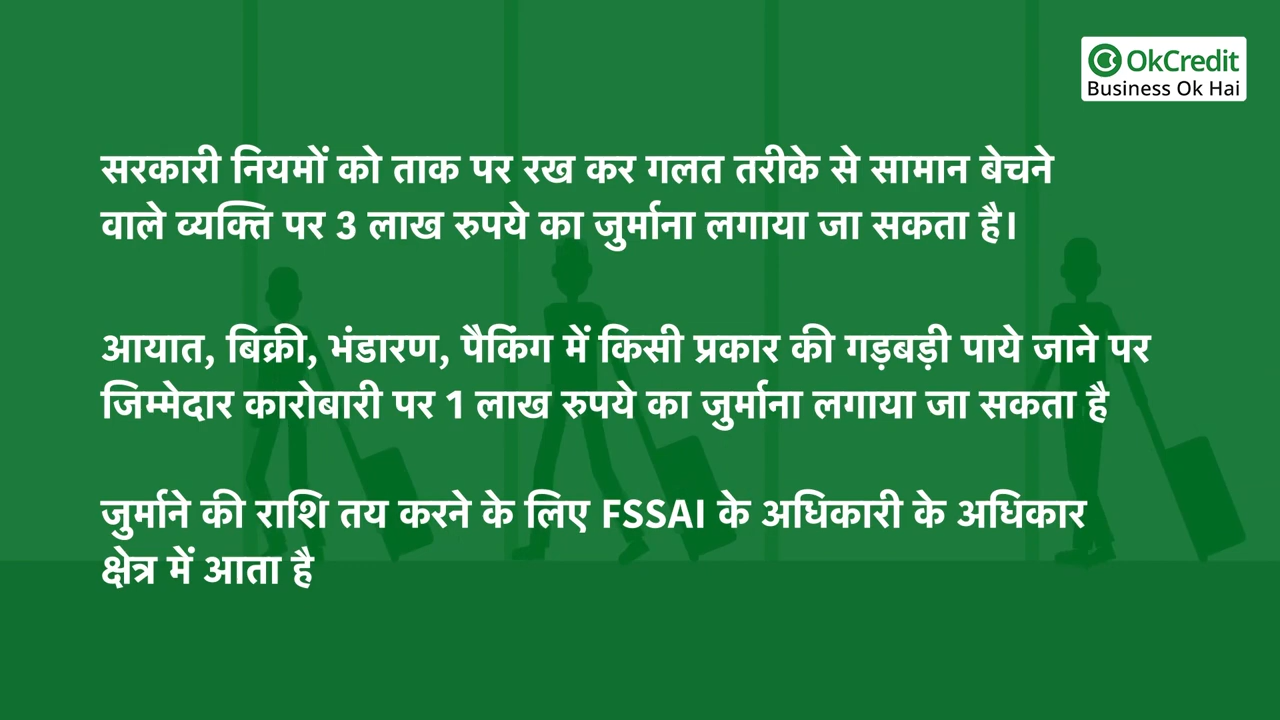 OkCredit
Business Ok Hai
सरकारी नियमों को ताक पर रख कर गलत तरीके से सामान बेचने
वाले व्यक्ति पर 3 लाख रुपये का जुर्माना लगाया जा सकता है।
आयात, बिक्री, भंडारण, पैकिंग में किसी प्रकार की गड़बड़ी पाये जाने पर
जिम्मेदार कारोबारी पर 1 लाख रुपये का जुर्माना लगाया जा सकता है
जुर्माने की राशि तय करने के लिए FSSAI के अधिकारी के अधिकार
क्षेत्र में आता है